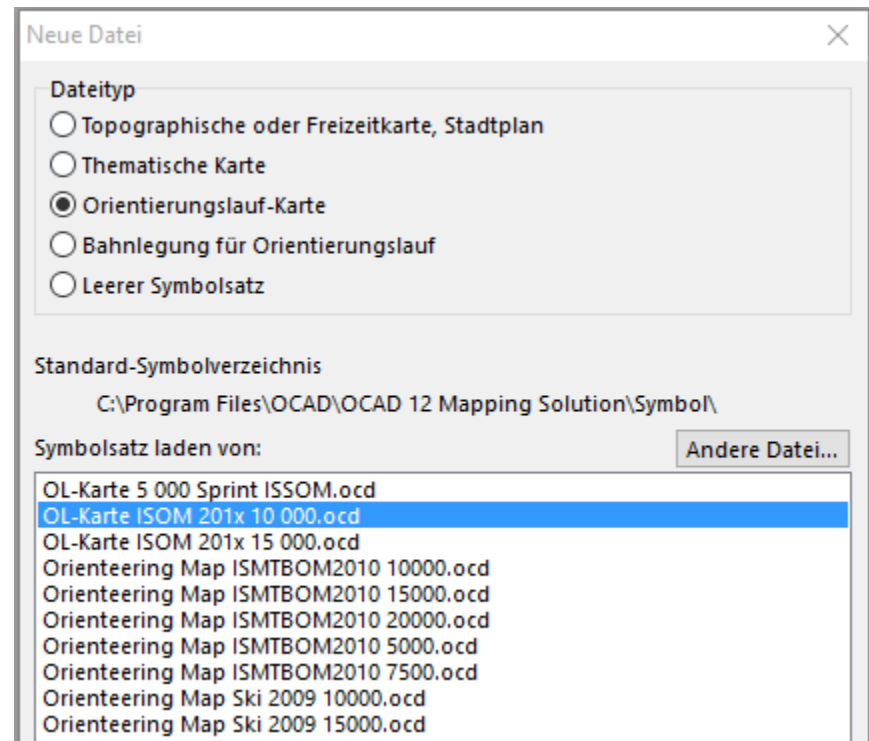 Neue Datei
Dateityp
Topographische oder Freizeitkarte, Stadtplan
Thematische Karte
Orientierungslauf-Karte
Bahnlegung für Orientierungslauf
Leerer Symbolsatz
Standard-Symbolverzeichnis
C:\Program Files\OCAD\OCAD 12 Mapping Solution\Symbol\
Symbolsatz laden von:
Andere Datei...
OL-Karte 5 000 Sprint ISSOM.ocd
OL-Karte ISOM 201x 10 000.ocd
OL-Karte ISOM 201x 15 000.ocd
Orienteering Map ISMTBOM2010 10000.ocd
Orienteering Map ISMTBOM2010 15000.ocd
Orienteering Map ISMTBOM2010 20000.ocd
Orienteering Map ISMTBOM2010 5000.ocd
Orienteering Map ISMTBOM2010 7500.ocd
Orienteering Map Ski 2009 10000.ocd
Orienteering Map Ski 2009 15000.ocd